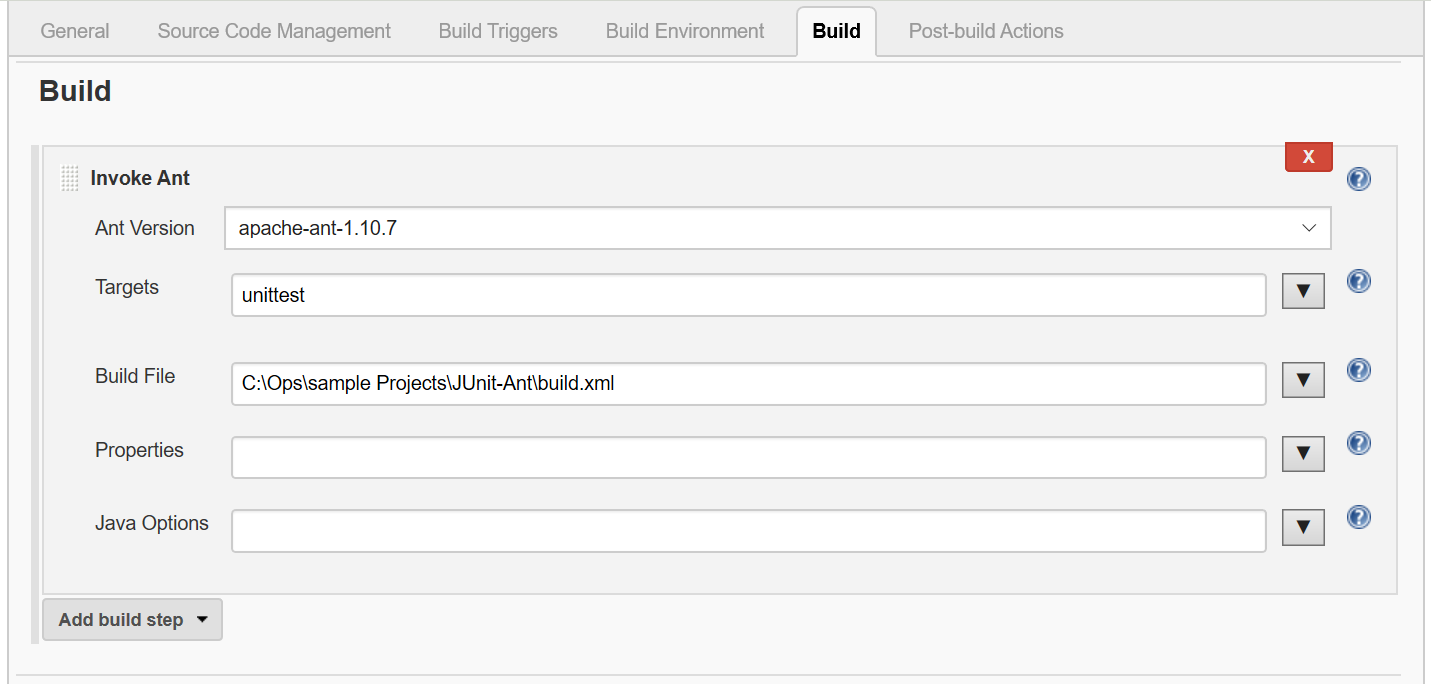 General Source Code Management Build Triggers Build Environment Build Post-build Actions
Build
X
Invoke Ant ?
Ant Version apache-ant-1.10.7
Targets unittest ?
Build File C:\Ops\sample Projects\JUnit-Ant\build.xml ?
Properties ?
Java Options ?
Add build step